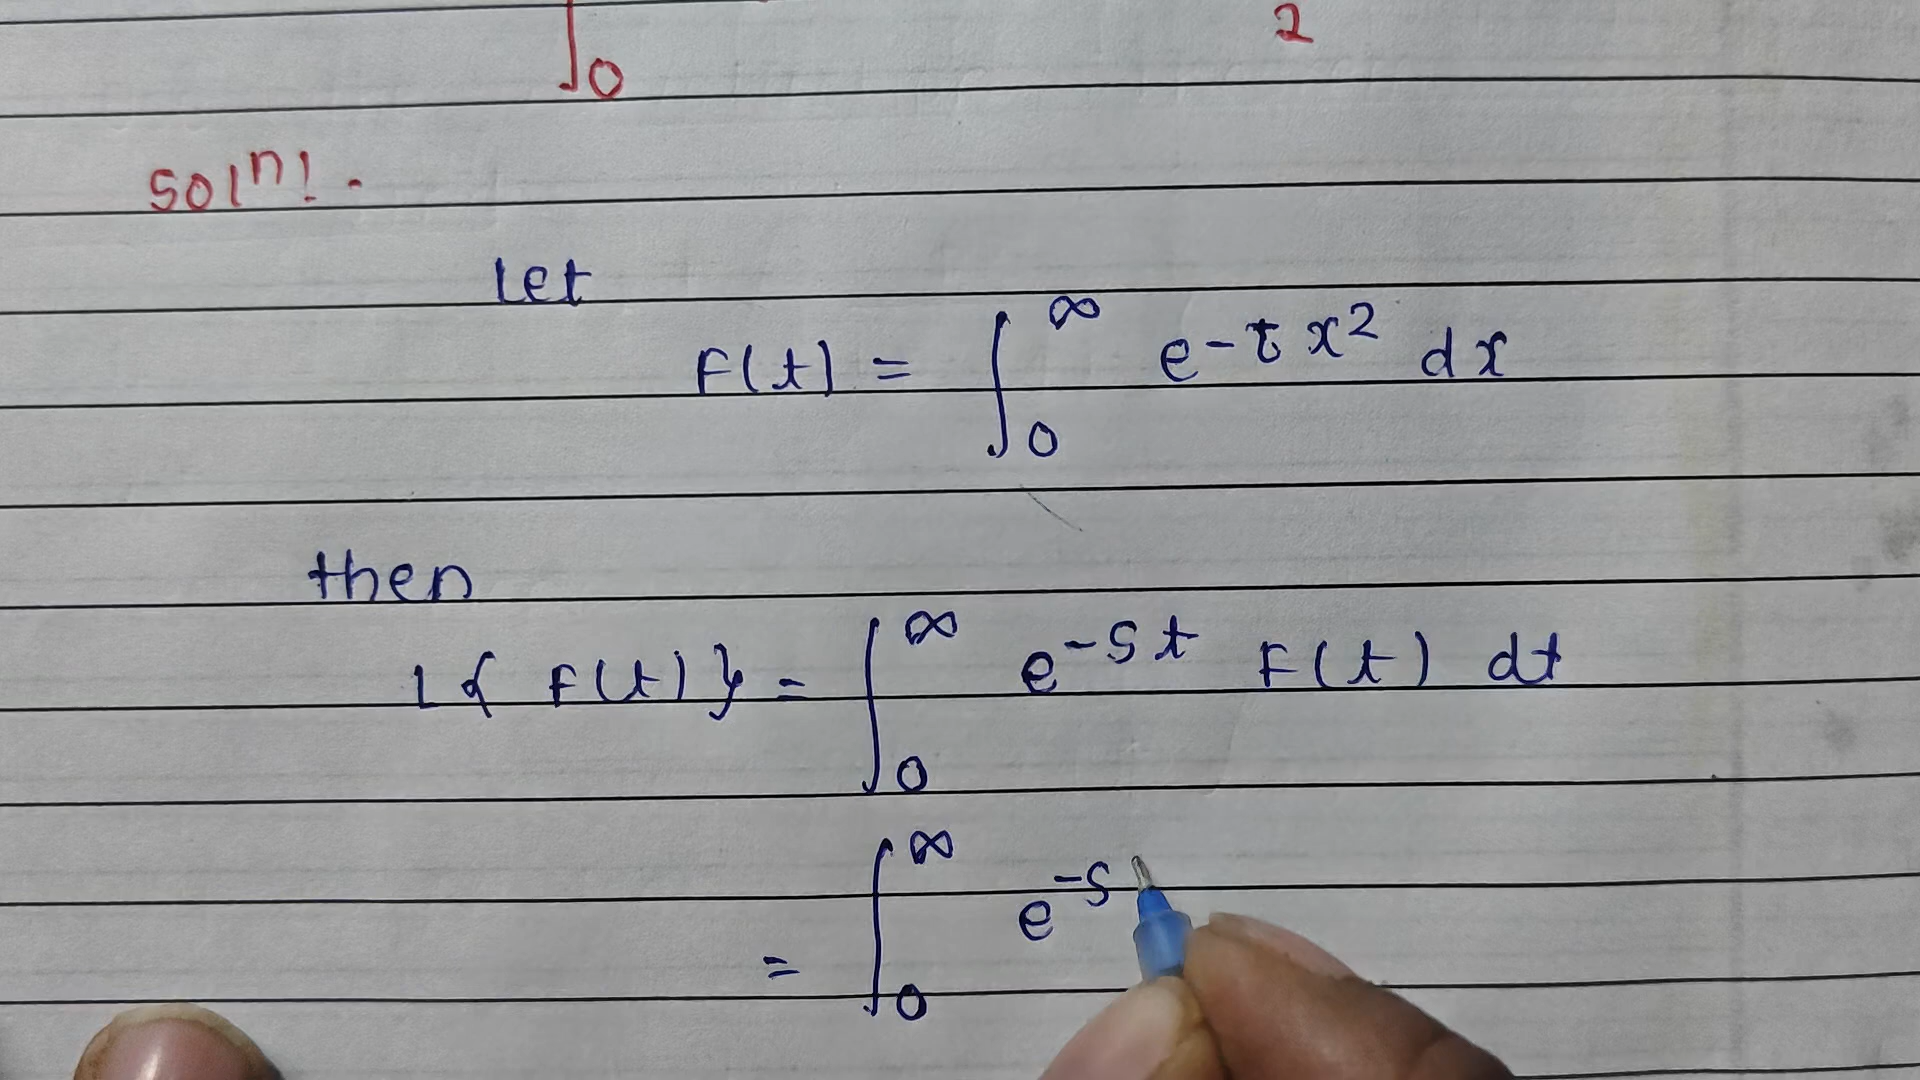 ∫₀ 2
Solⁿ! -
Let
F(t) = ∫₀^∞ e^-tx² dx
then
L{ F(t) } = ∫₀^∞ e^-st F(t) dt
= ∫₀^∞ e^-s